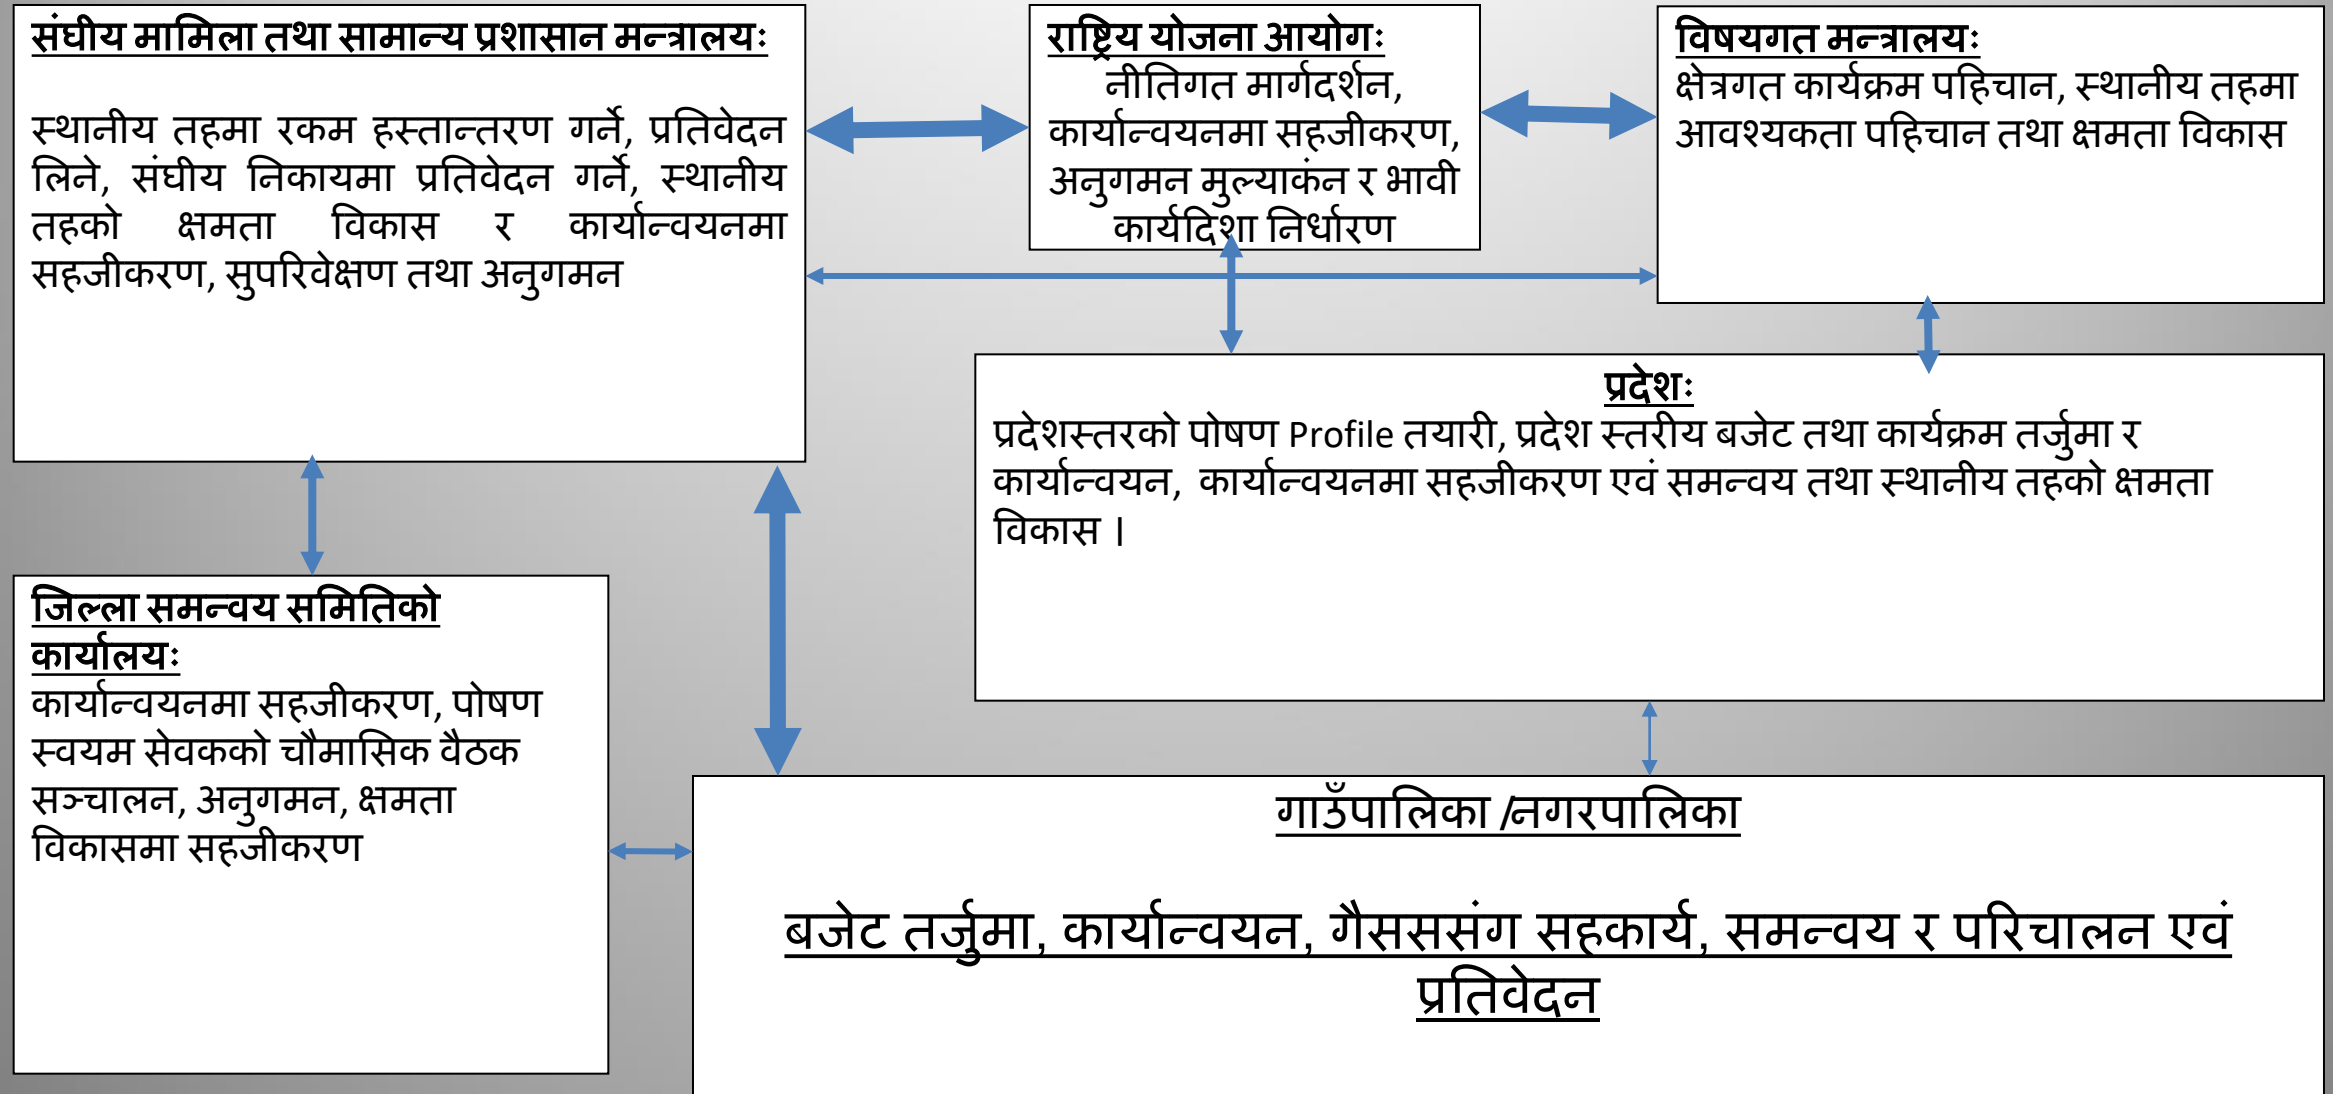 संघीय मामिला तथा सामान्य प्रशासान मन्त्रालयः
स्थानीय तहमा रकम हस्तान्तरण गर्ने, प्रतिवेदन
लिने, संघीय निकायमा प्रतिवेदन गर्ने, स्थानीय
तहको क्षमता विकास र कार्यान्वयनमा
सहजीकरण, सुपरिवेक्षण तथा अनुगमन
राष्ट्रिय योजना आयोगः
नीतिगत मार्गदर्शन,
कार्यान्वयनमा सहजीकरण,
अनुगमन मुल्याकंन र भावी
कार्यदिशा निर्धारण
विषयगत मन्त्रालयः
क्षेत्रगत कार्यक्रम पहिचान, स्थानीय तहमा
आवश्यकता पहिचान तथा क्षमता विकास
प्रदेशः
प्रदेशस्तरको पोषण Profile तयारी, प्रदेश स्तरीय बजेट तथा कार्यक्रम तर्जुमा र
कार्यान्वयन, कार्यान्वयनमा सहजीकरण एवं समन्वय तथा स्थानीय तहको क्षमता
विकास ।
जिल्ला समन्वय समितिको
कार्यालयः
कार्यान्वयनमा सहजीकरण, पोषण
स्वयम सेवकको चौमासिक वैठक
सञ्चालन, अनुगमन, क्षमता
विकासमा सहजीकरण
गाउँपालिका /नगरपालिका
बजेट तर्जुमा, कार्यान्वयन, गैसससंग सहकार्य, समन्वय र परिचालन एवं
प्रतिवेदन